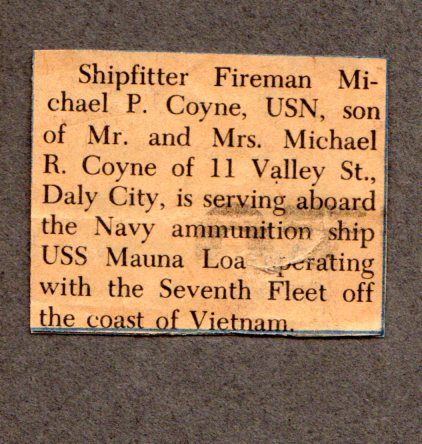 Shipfitter Fireman Mi-
chael P. Coyne, USN, son
of Mr. and Mrs. Michael
R. Coyne of 11 Valley St.,
Daly City, is serving aboard
the Navy ammunition ship
USS Mauna Loa operating
with the Seventh Fleet off
the coast of Vietnam.